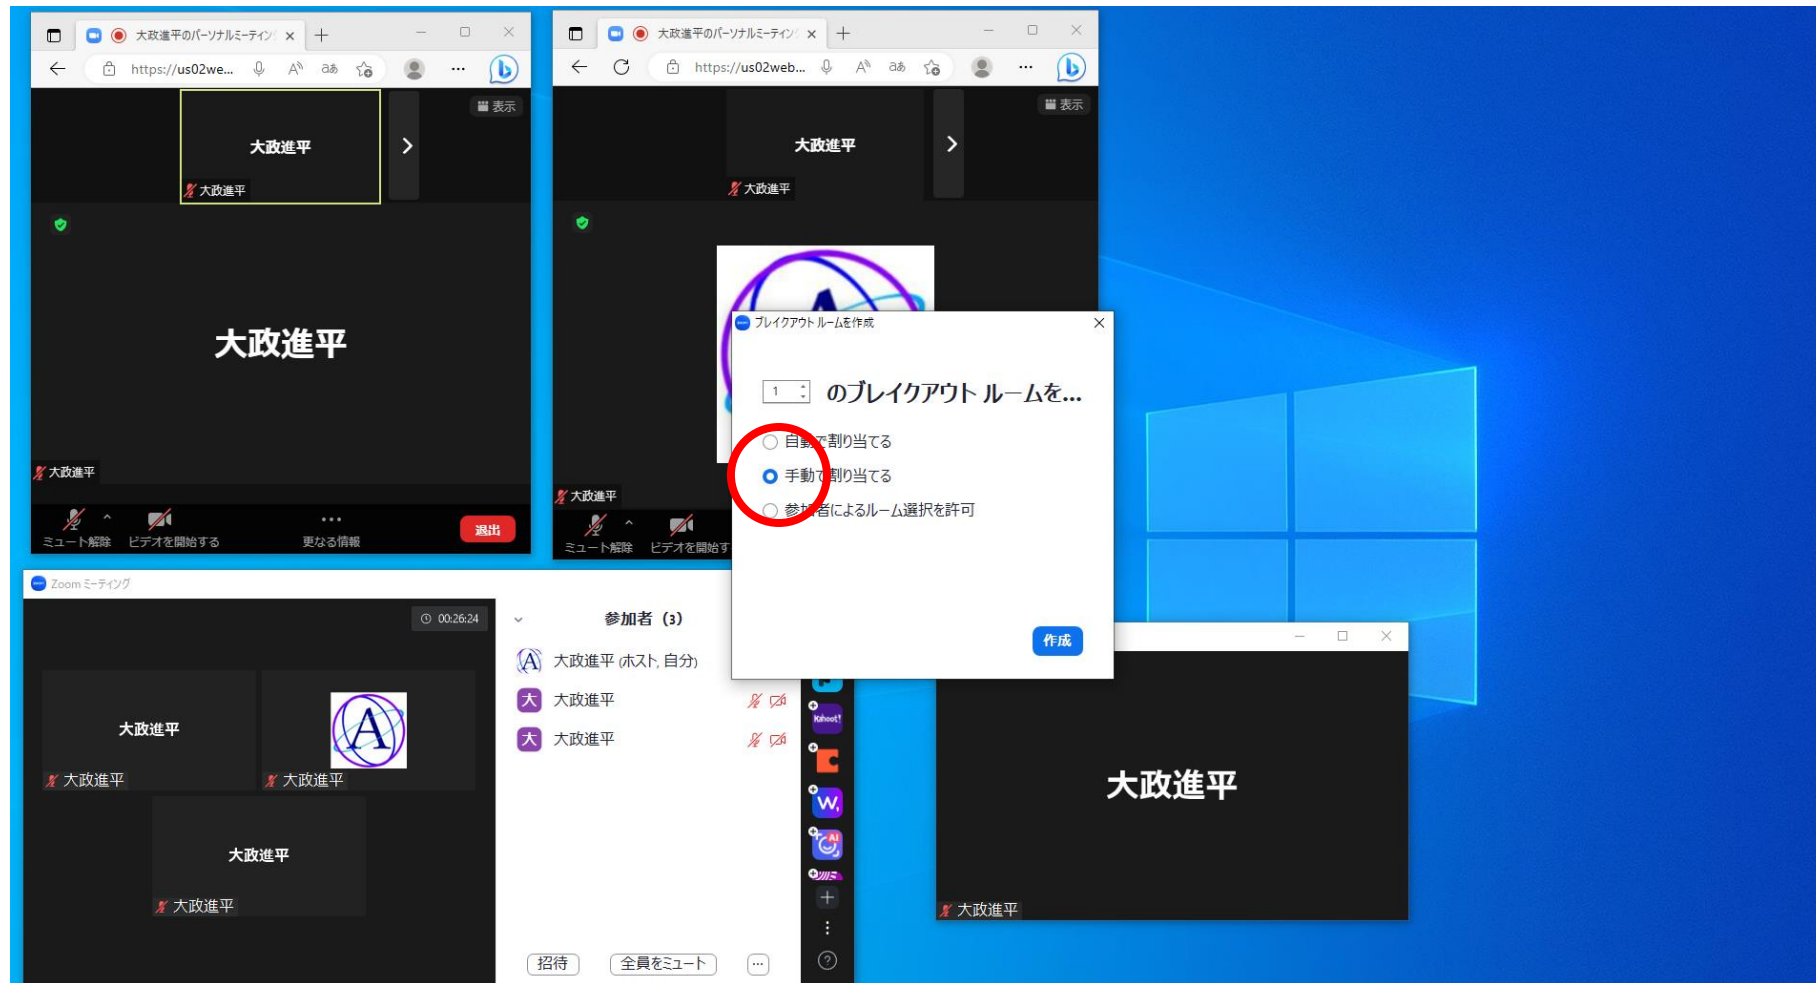 大政進平のパーソナルミーティング
https://us02we...
aあ
表示
大政進平
大政進平
大政進平
大政進平
ミュート解除
ビデオを開始する
更なる情報
退出
大政進平のパーソナルミーティング
https://us02web...
aあ
表示
大政進平
大政進平
大政進平
ミュート解除
ビデオを開始す
ブレイクアウト ルームを作成
1 のブレイクアウト ルームを...
自動で割り当てる
手動で割り当てる
参加者によるルーム選択を許可
作成
Zoom ミーティング
00:26:24
大政進平
大政進平
A
大政進平
大政進平
大政進平
参加者 (3)
A 大政進平 (ホスト, 自分)
大 大政進平
大 大政進平
Kahoot!
W,
AI
招待
全員をミュート
大政進平
大政進平